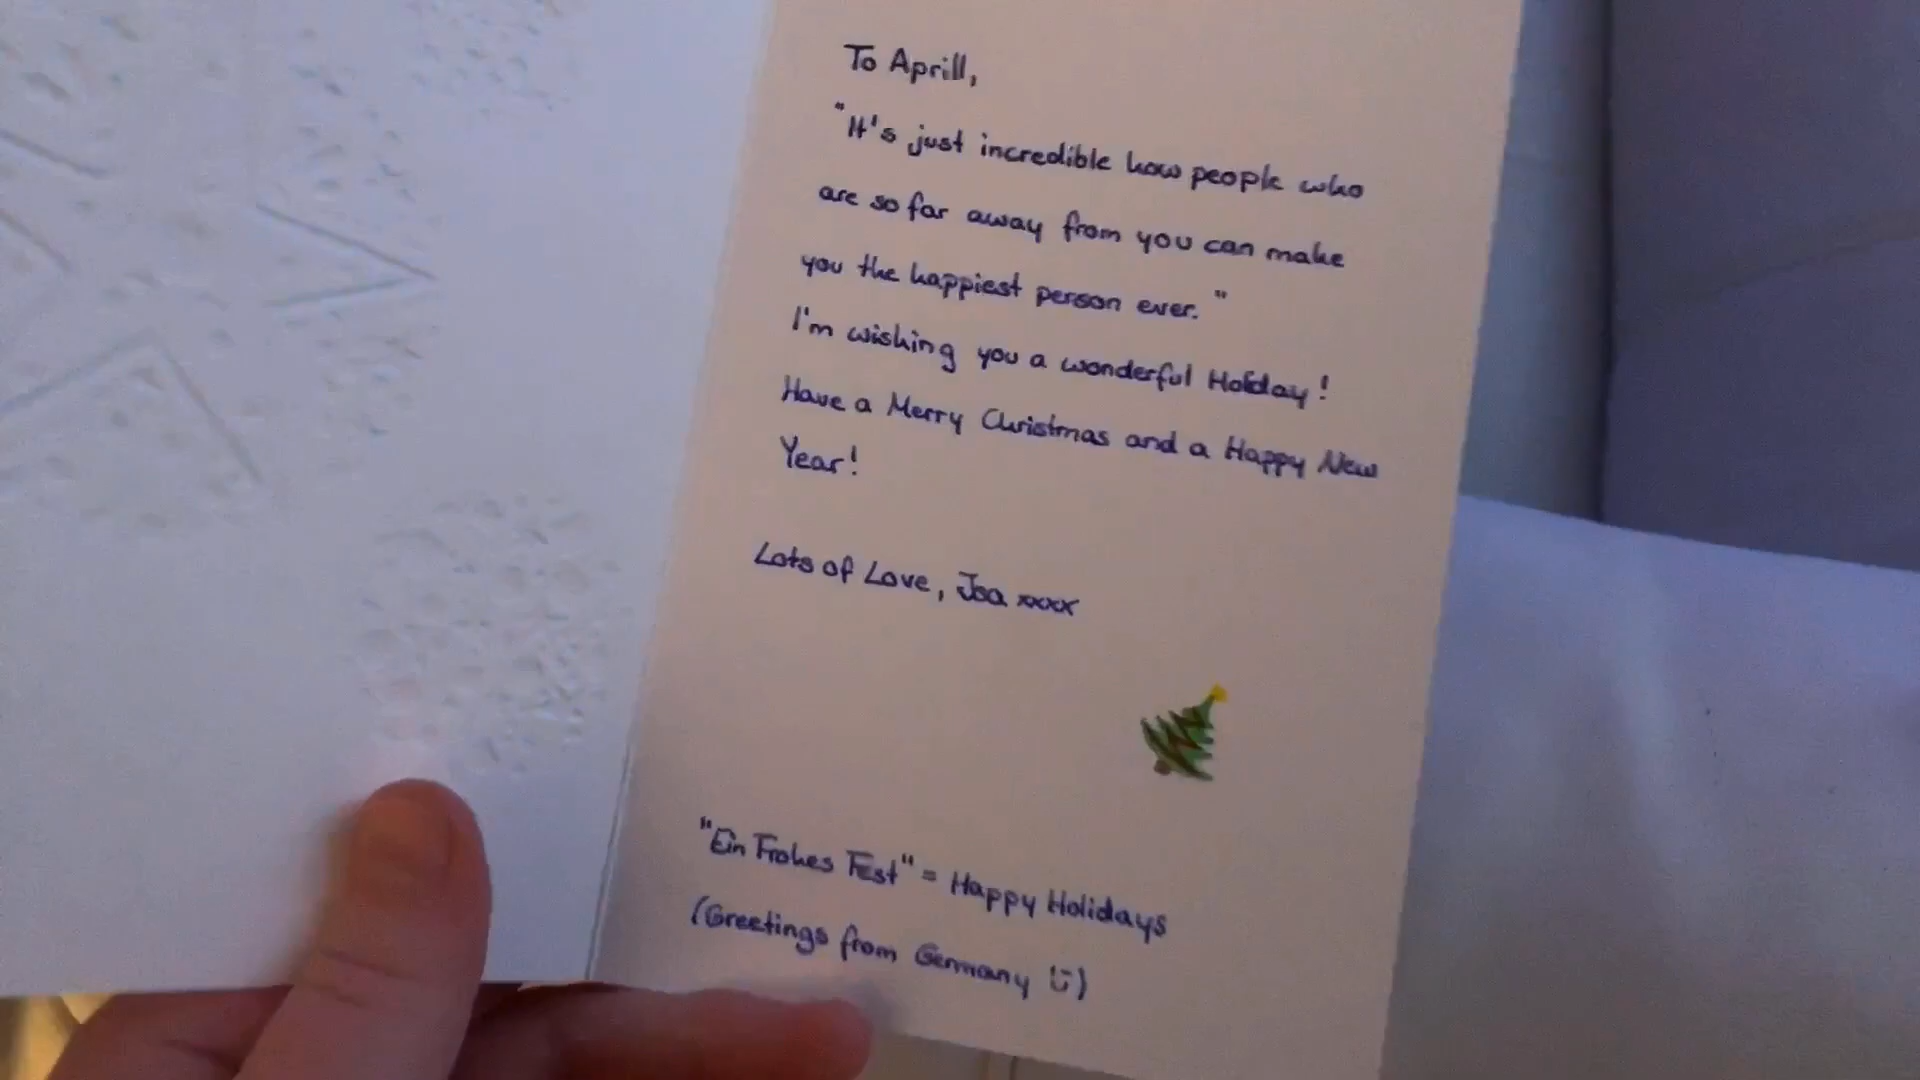 To Aprill,
"It's just incredible how people who
are so far away from you can make
you the happiest person ever."
I'm wishing you a wonderful Holiday!
Have a Merry Christmas and a Happy New
Year!
Lots of Love, Joa xxxx
"Ein Frohes Fest" = Happy Holidays
(Greetings from Germany Ü)